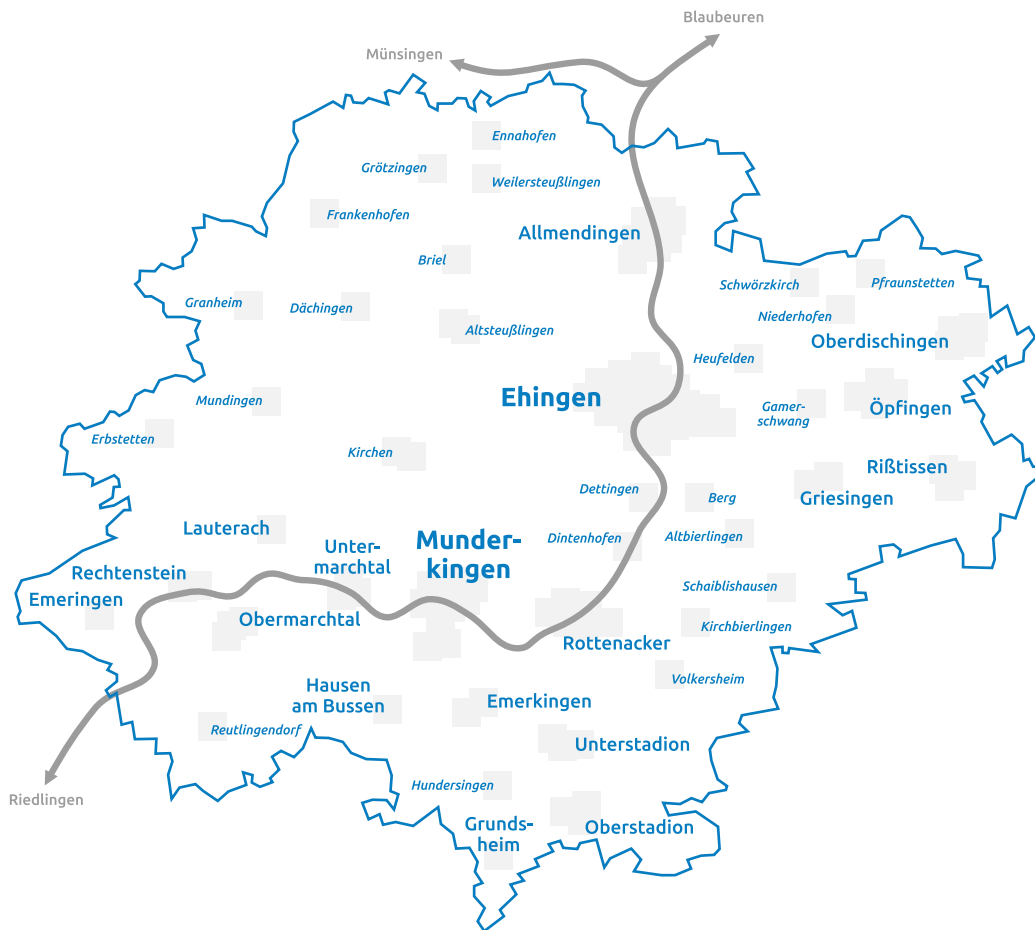 Blaubeuren
Münsingen
Ennahofen
Grötzingen
Weilersteußlingen
Frankenhofen
Allmendingen
Briel
Schwörzkirch
Pfraunstetten
Granheim
Dächingen
Niederhofen
Altsteußlingen
Oberdischingen
Heufelden
Ehingen
Mundingen
Gamer-
schwang
Öpfingen
Erbstetten
Kirchen
Rißtissen
Dettingen
Berg
Griesingen
Lauterach
Unter-
marchtal
Munder-
kingen
Dintenhofen
Altbierlingen
Rechtenstein
Emeringen
Schaiblishausen
Obermarchtal
Rottenacker
Kirchbierlingen
Volkersheim
Hausen
am Bussen
Emerkingen
Reutlingendorf
Unterstadion
Hundersingen
Riedlingen
Grunds-
heim
Oberstadion